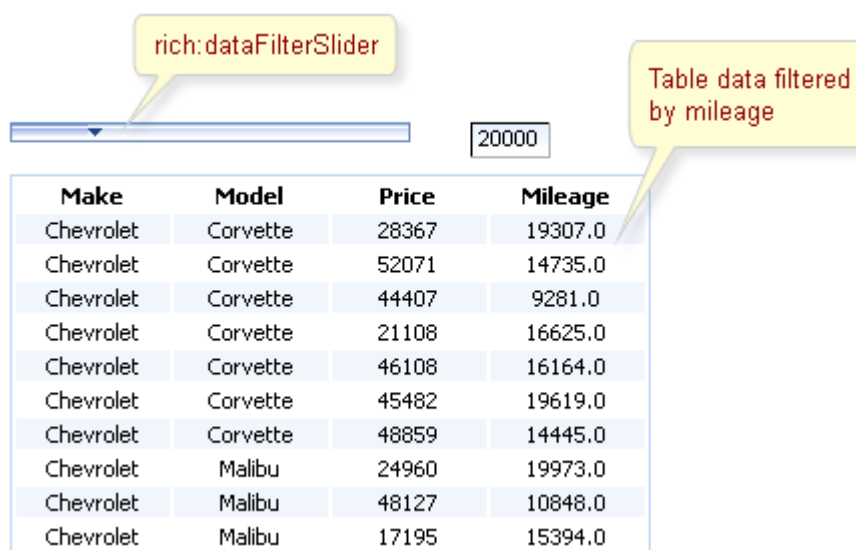 rich:dataFilterSlider
Table data filtered
by mileage
20000
Make Model Price Mileage
Chevrolet Corvette 28367 19307.0
Chevrolet Corvette 52071 14735.0
Chevrolet Corvette 44407 9281.0
Chevrolet Corvette 21108 16625.0
Chevrolet Corvette 46108 16164.0
Chevrolet Corvette 45482 19619.0
Chevrolet Corvette 48859 14445.0
Chevrolet Malibu 24960 19973.0
Chevrolet Malibu 48127 10848.0
Chevrolet Malibu 17195 15394.0